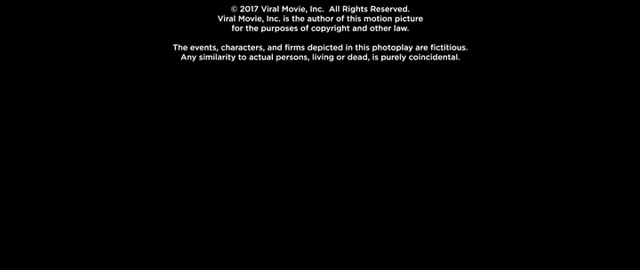 © 2017 Viral Movie, Inc. All Rights Reserved.
Viral Movie, Inc. is the author of this motion picture
for the purposes of copyright and other law.
The events, characters, and firms depicted in this photoplay are fictitious.
Any similarity to actual persons, living or dead, is purely coincidental.